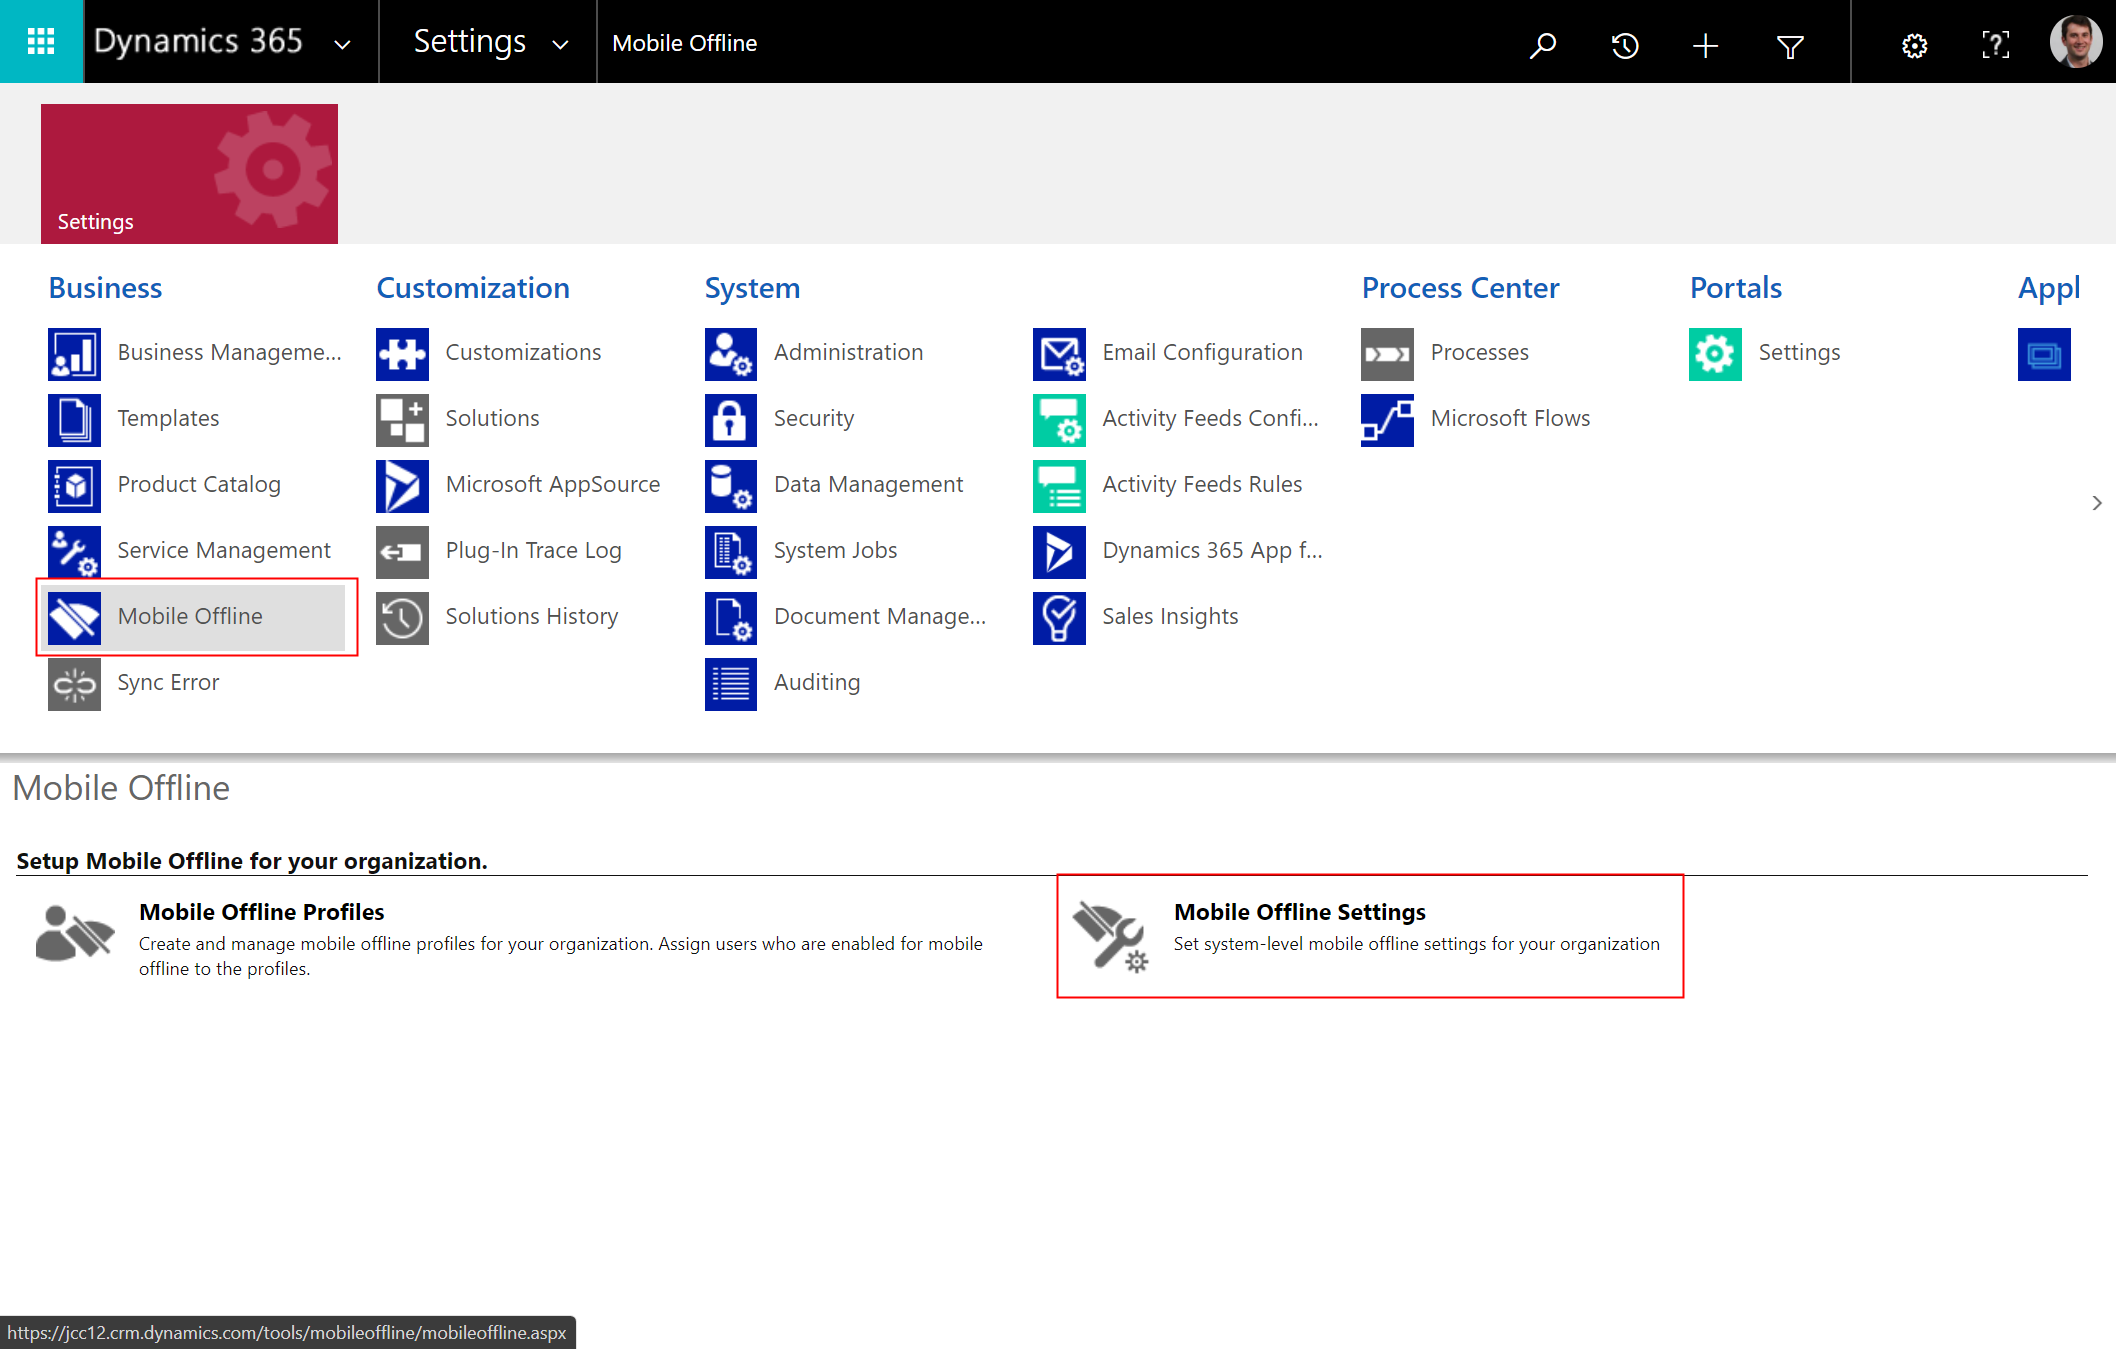 Dynamics 365
Settings
Mobile Offline
Settings
Business
Business Manageme...
Templates
Product Catalog
Service Management
Mobile Offline
Sync Error
Customization
Customizations
Solutions
Microsoft AppSource
Plug-In Trace Log
Solutions History
System
Administration
Security
Data Management
System Jobs
Document Manage...
Auditing
Email Configuration
Activity Feeds Confi...
Activity Feeds Rules
Dynamics 365 App f...
Sales Insights
Process Center
Processes
Microsoft Flows
Portals
Settings
Appl
Mobile Offline
Setup Mobile Offline for your organization.
Mobile Offline Profiles
Create and manage mobile offline profiles for your organization. Assign users who are enabled for mobile
offline to the profiles.
Mobile Offline Settings
Set system-level mobile offline settings for your organization
https://jcc12.crm.dynamics.com/tools/mobileoffline/mobileoffline.aspx